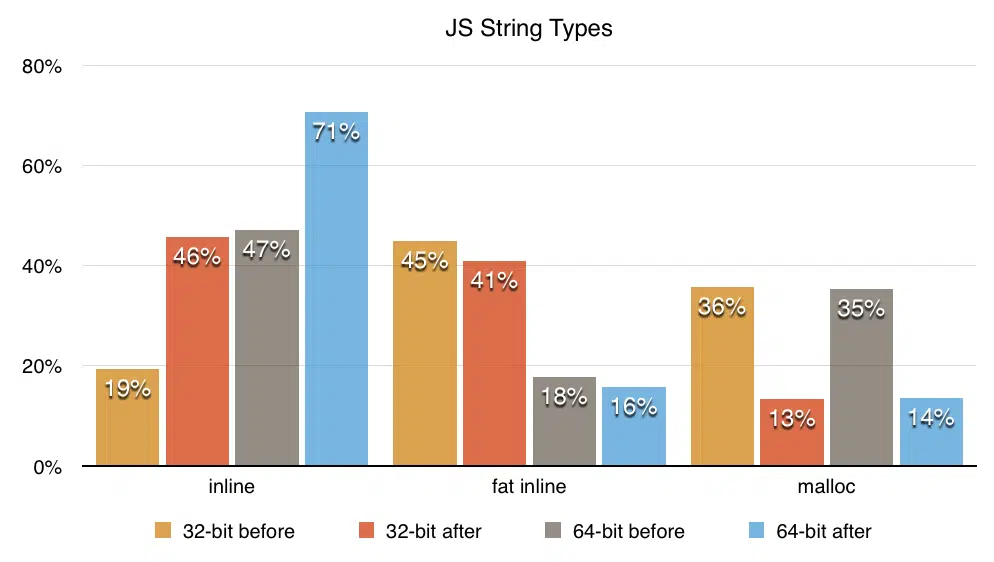 JS String Types
80%
60%
40%
20%
0%
19% 46% 47% 71% 45% 41% 18% 16% 36% 13% 35% 14%
inline fat inline malloc
32-bit before 32-bit after 64-bit before 64-bit after